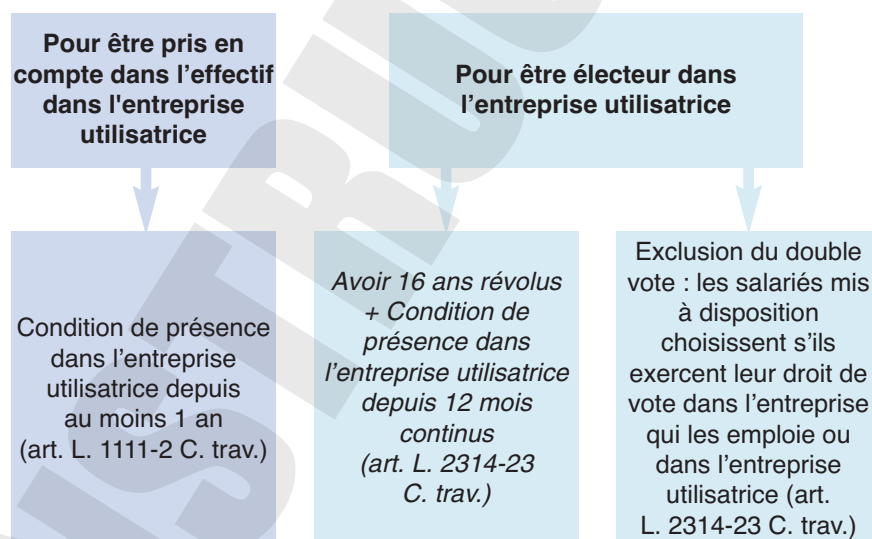 Pour être pris en
compte dans l'effectif
dans l'entreprise
utilisatrice
Pour être électeur dans
l'entreprise utilisatrice
Condition de présence
dans l'entreprise
utilisatrice depuis
au moins 1 an
(art. L. 1111-2 C. trav.)
Avoir 16 ans révolus
+ Condition de
présence dans
l'entreprise utilisatrice
depuis 12 mois
continus
(art. L. 2314-23
C. trav.)
Exclusion du double
vote : les salariés mis
à disposition
choisissent s'ils
exercent leur droit de
vote dans l'entreprise
qui les emploie ou
dans l'entreprise
utilisatrice (art.
L. 2314-23 C. trav.)